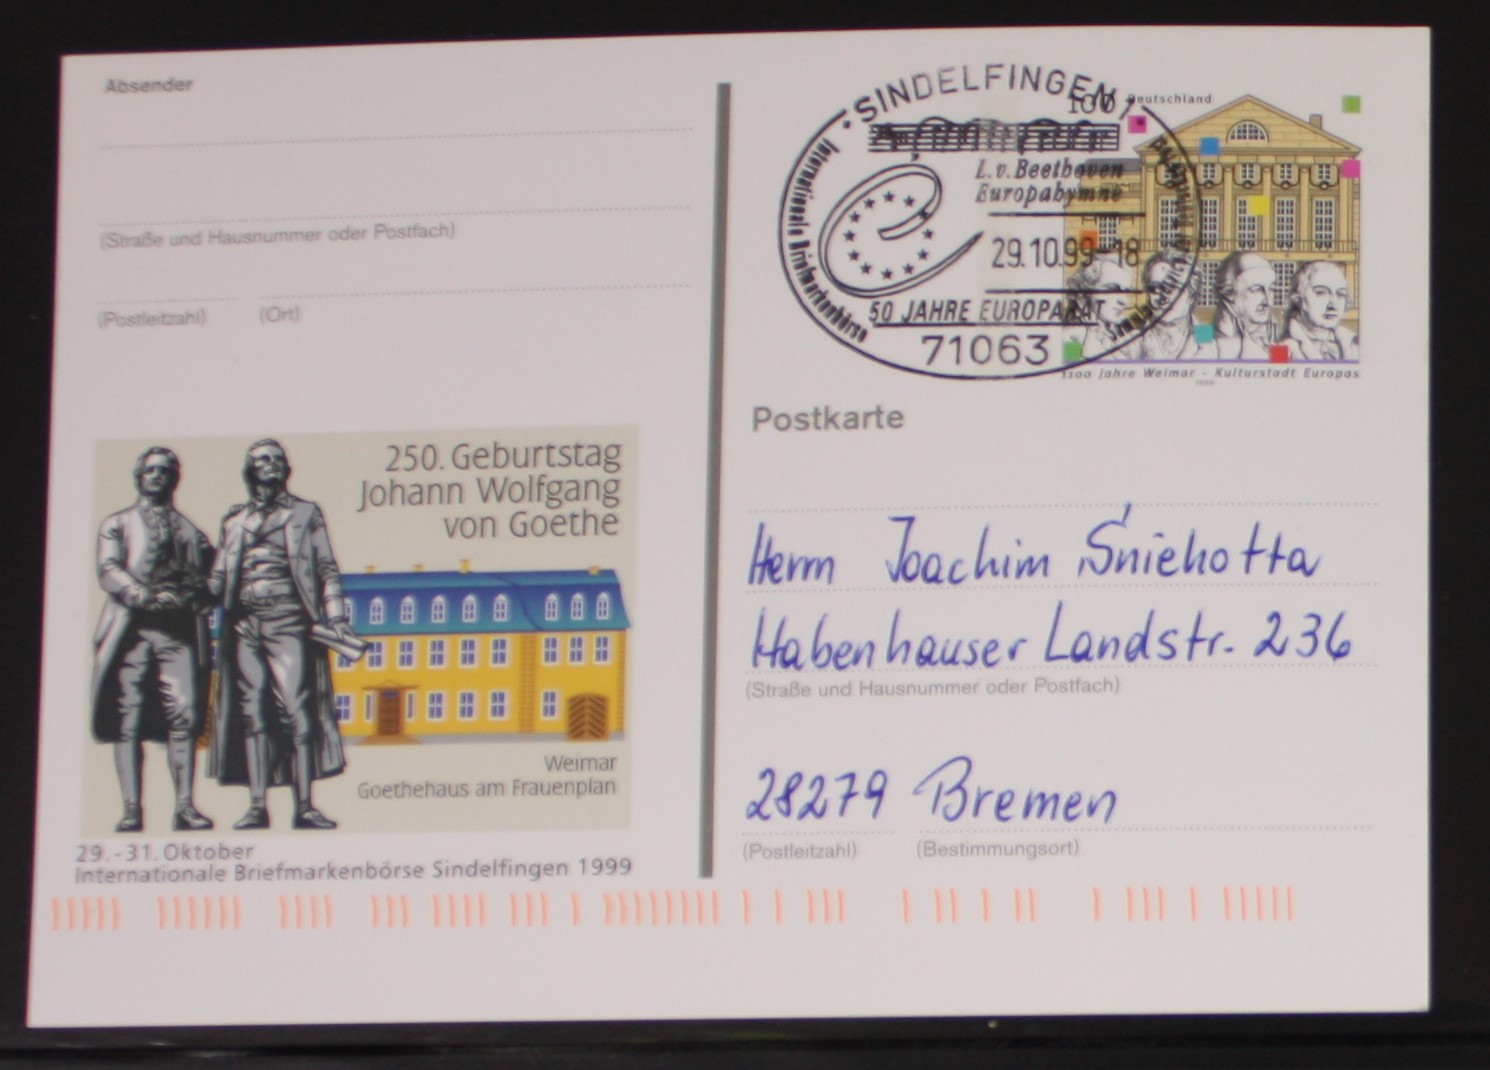 Absender
(Straße und Hausnummer oder Postfach)
(Postleitzahl) (Ort)
250. Geburtstag
Johann Wolfgang
von Goethe
Weimar
Goethehaus am Frauenplan
29.-31. Oktober
Internationale Briefmarkenbörse Sindelfingen 1999
SINDELFINGEN 1
Internationale Briefmarkenbörse
L. v. Beethoven
Europahymne
29.10.99-18
50 JAHRE EUROPARAT
71063
100 Deutschland
1100 Jahre Weimar - Kulturstadt Europas
1999
Postkarte
Herrn Joachim Sniehotta
Habenhauser Landstr. 236
(Straße und Hausnummer oder Postfach)
28279 Bremen
(Postleitzahl) (Bestimmungsort)